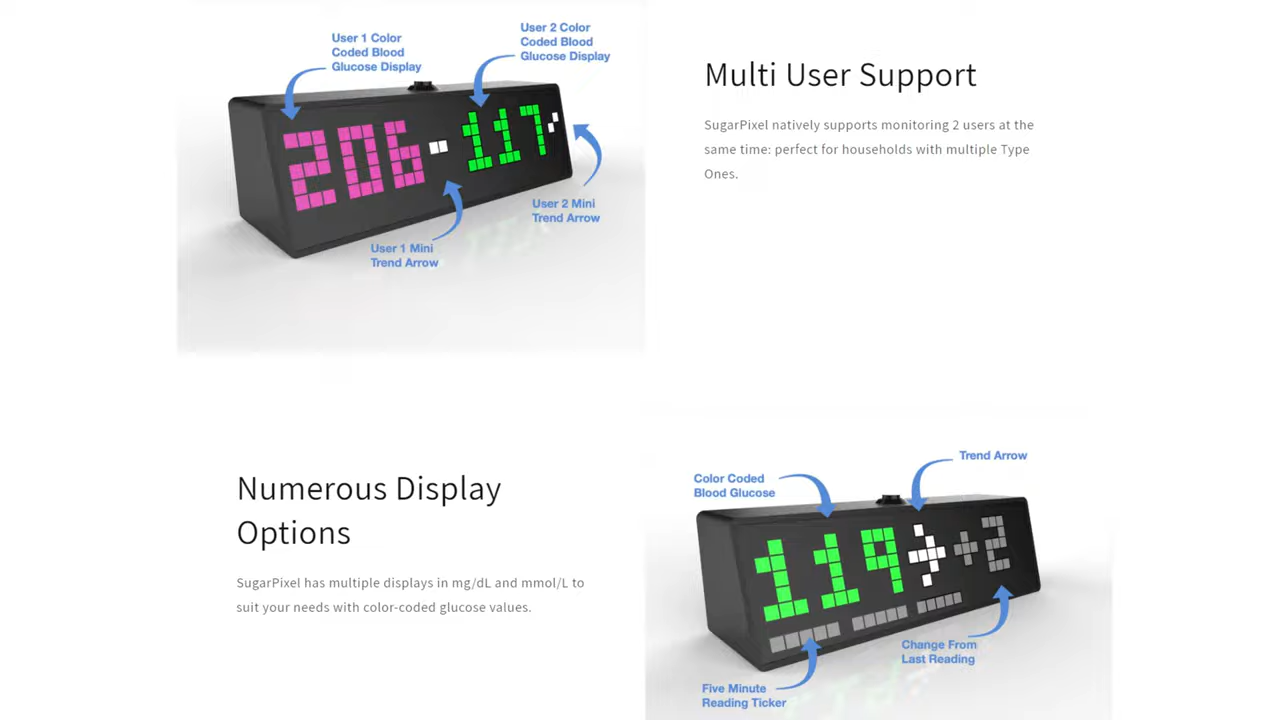 User 1 Color
Coded Blood
Glucose Display
User 2 Color
Coded Blood
Glucose Display
206
117
User 2 Mini
Trend Arrow
User 1 Mini
Trend Arrow
Multi User Support
SugarPixel natively supports monitoring 2 users at the
same time: perfect for households with multiple Type
Ones.
Numerous Display
Options
SugarPixel has multiple displays in mg/dL and mmol/L to
suit your needs with color-coded glucose values.
Trend Arrow
Color Coded
Blood Glucose
119 +2
Change From
Last Reading
Five Minute
Reading Ticker